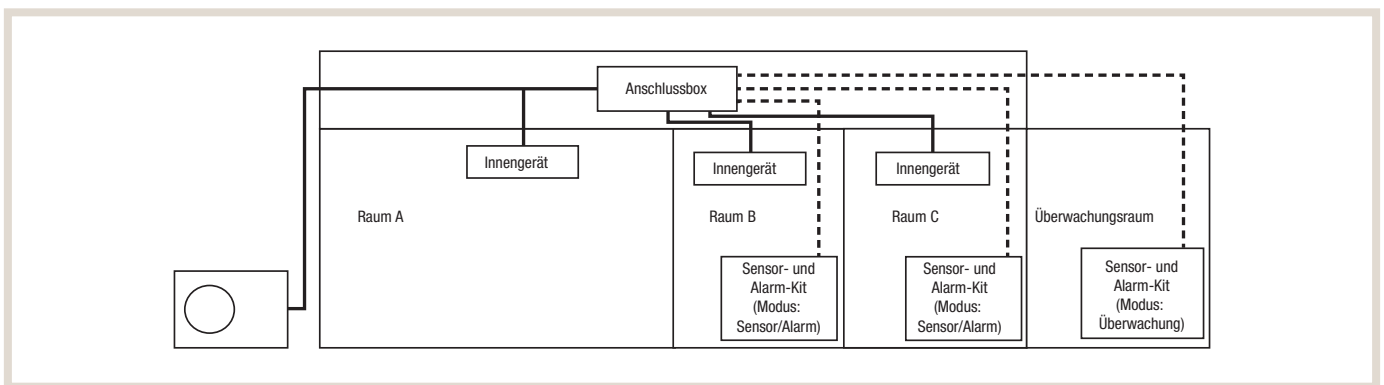 Anschlussbox
Innengerät
Innengerät
Innengerät
Raum A
Raum B
Raum C
Überwachungsraum
Sensor- und
Alarm-Kit
(Modus:
Sensor/Alarm)
Sensor- und
Alarm-Kit
(Modus:
Sensor/Alarm)
Sensor- und
Alarm-Kit
(Modus:
Überwachung)